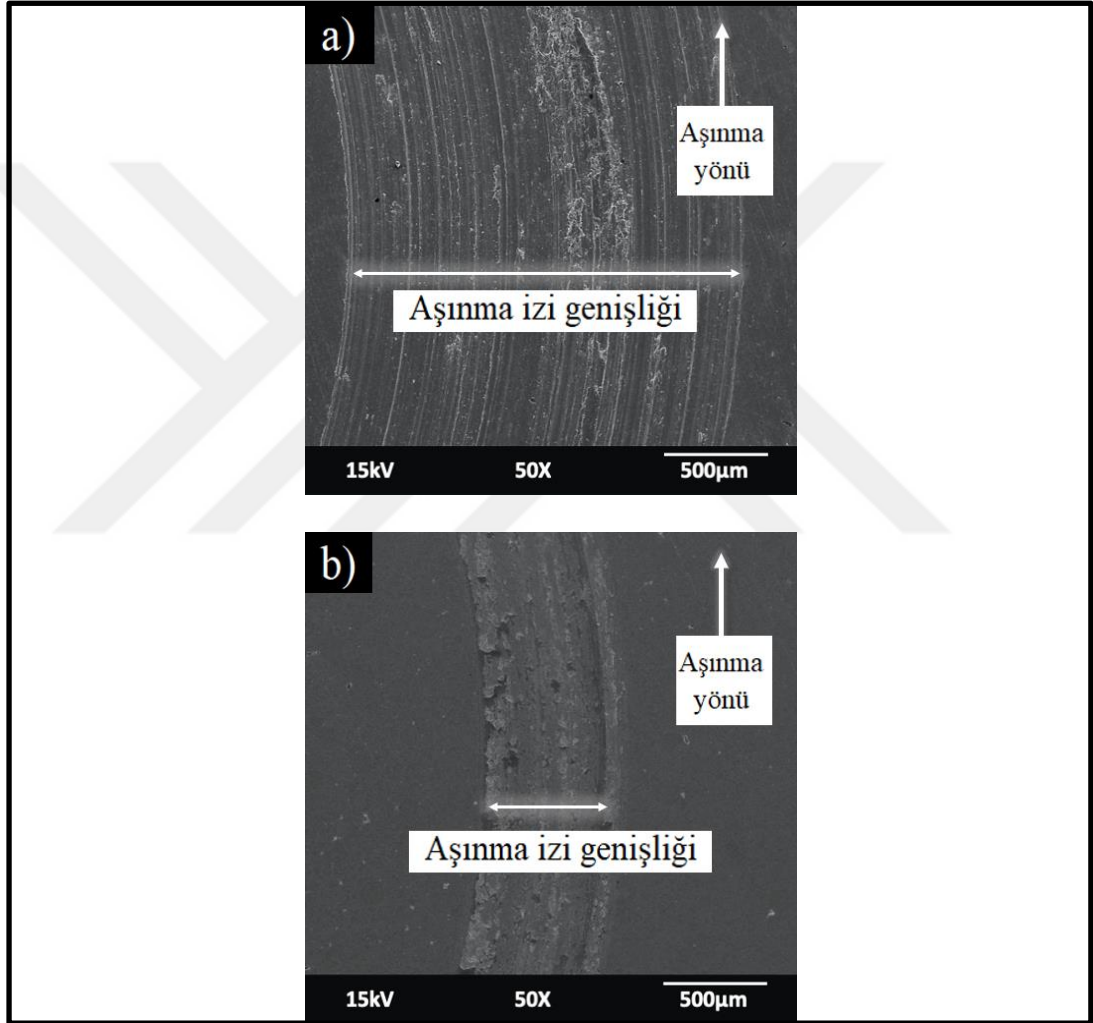 a)
Aşınma
yönü
Aşınma izi genişliği
15kV 50X 500µm
b)
Aşınma
yönü
Aşınma izi genişliği
15kV 50X 500µm